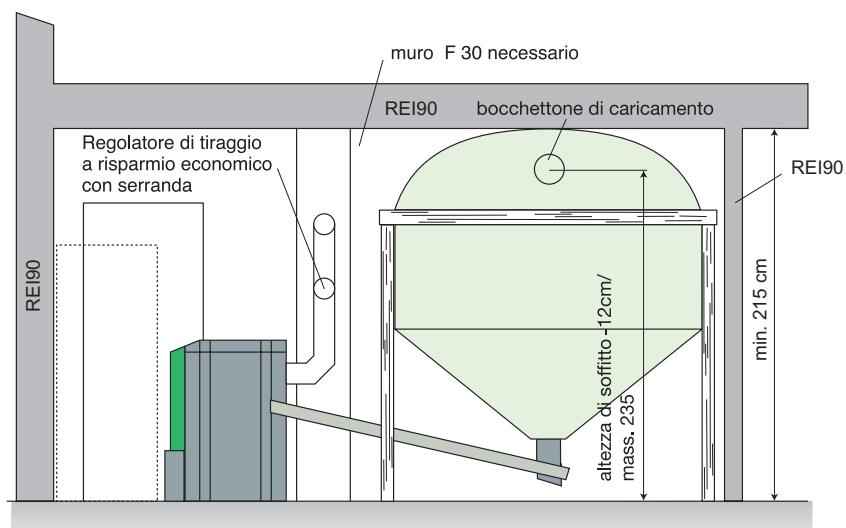 muro F 30 necessario
REI90
bocchettone di caricamento
Regolatore di tiraggio
a risparmio economico
con serranda
REI90
REI90
altezza di soffitto -12cm/
mass. 235
min. 215 cm